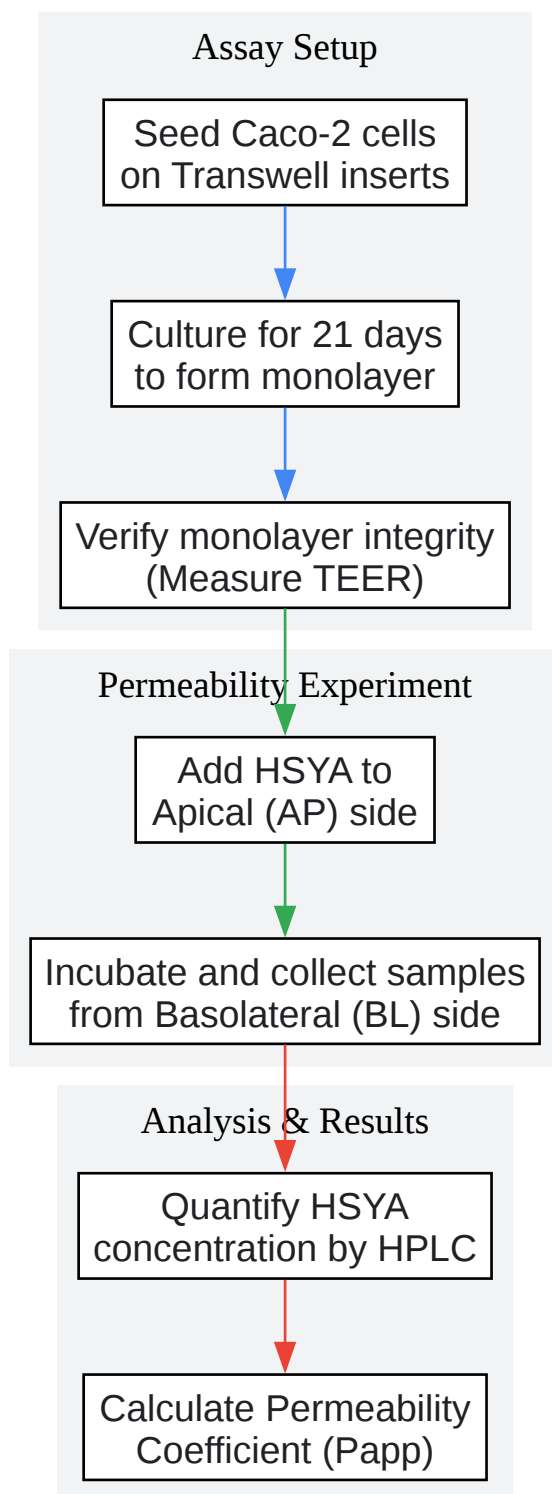 Assay Setup
Seed Caco-2 cells
on Transwell inserts
Culture for 21 days
to form monolayer
Verify monolayer integrity
(Measure TEER)
Permeability Experiment
Add HSYA to
Apical (AP) side
Incubate and collect samples
from Basolateral (BL) side
Analysis & Results
Quantify HSYA
concentration by HPLC
Calculate Permeability
Coefficient (Papp)